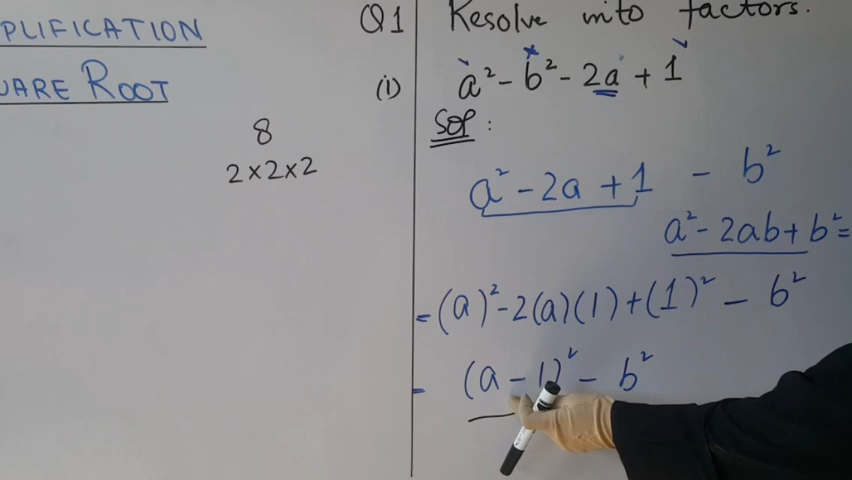 PLIFICATION
UARE ROOT
8
2×2×2
Q1 Resolve into factors.
(i) a² - b² - 2a + 1
Sol :
a² - 2a + 1 - b²
a² - 2ab + b² =
= (a)² - 2(a)(1) + (1)² - b²
= (a - 1)² - b²